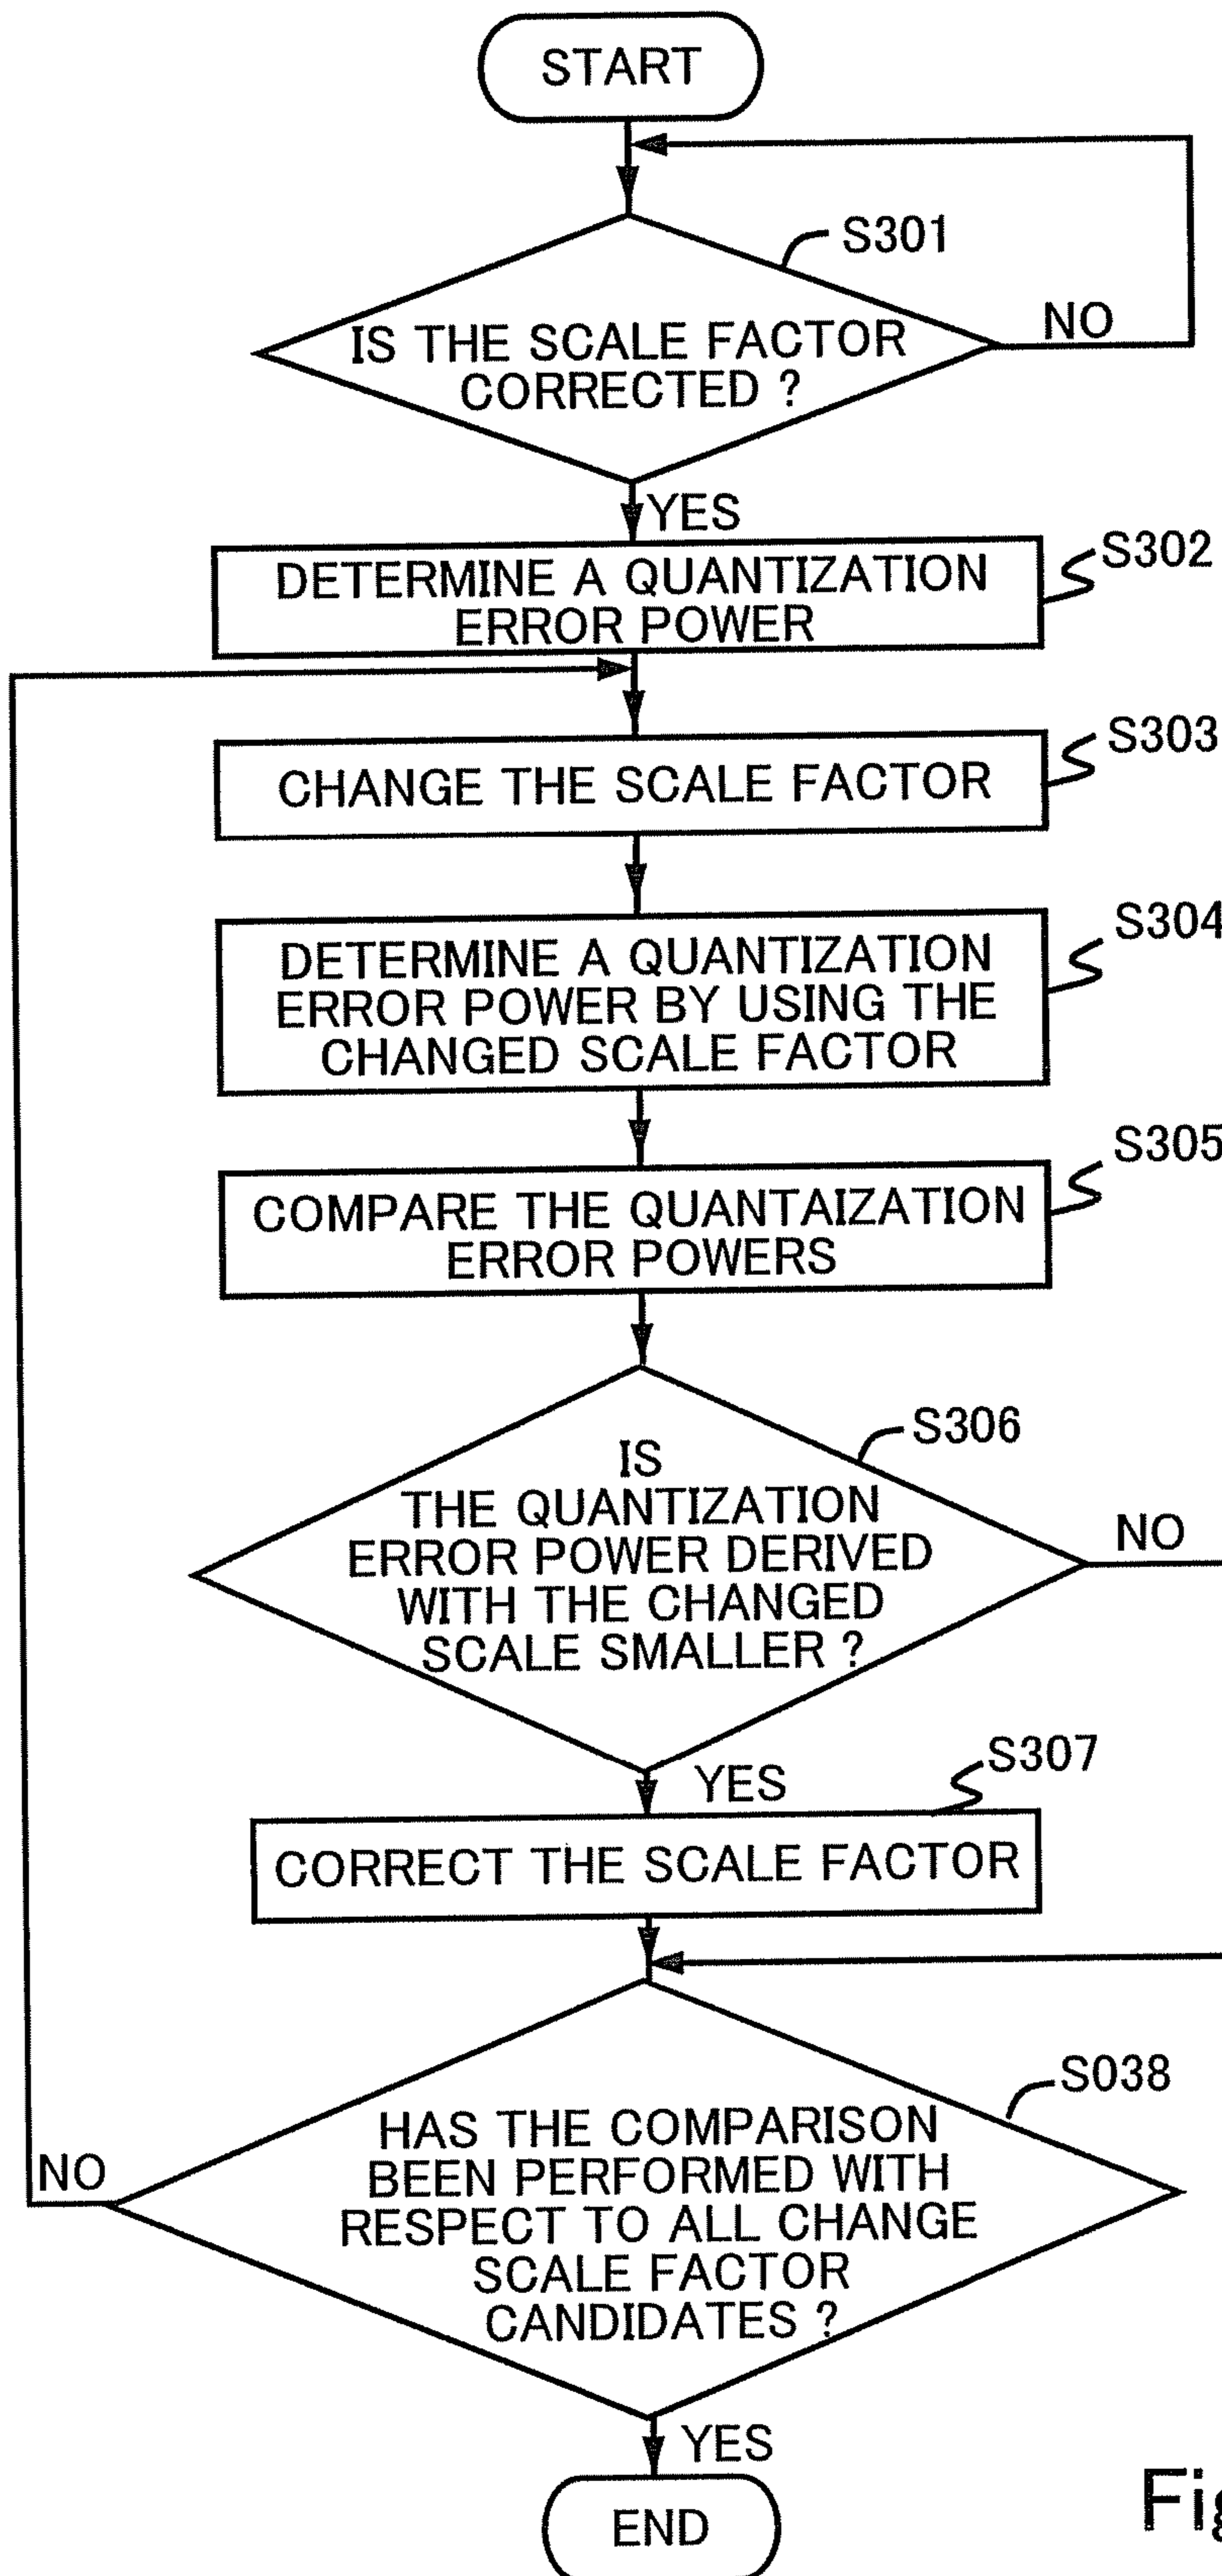 START
S301
IS THE SCALE FACTOR
CORRECTED ?
NO
YES
S302
DETERMINE A QUANTIZATION
ERROR POWER
S303
CHANGE THE SCALE FACTOR
S304
DETERMINE A QUANTIZATION
ERROR POWER BY USING THE
CHANGED SCALE FACTOR
S305
COMPARE THE QUANTAIZATION
ERROR POWERS
S306
IS
THE QUANTIZATION
ERROR POWER DERIVED
WITH THE CHANGED
SCALE SMALLER ?
NO
YES
S307
CORRECT THE SCALE FACTOR
S038
HAS THE COMPARISON
BEEN PERFORMED WITH
RESPECT TO ALL CHANGE
SCALE FACTOR
CANDIDATES ?
NO
YES
END
Fig